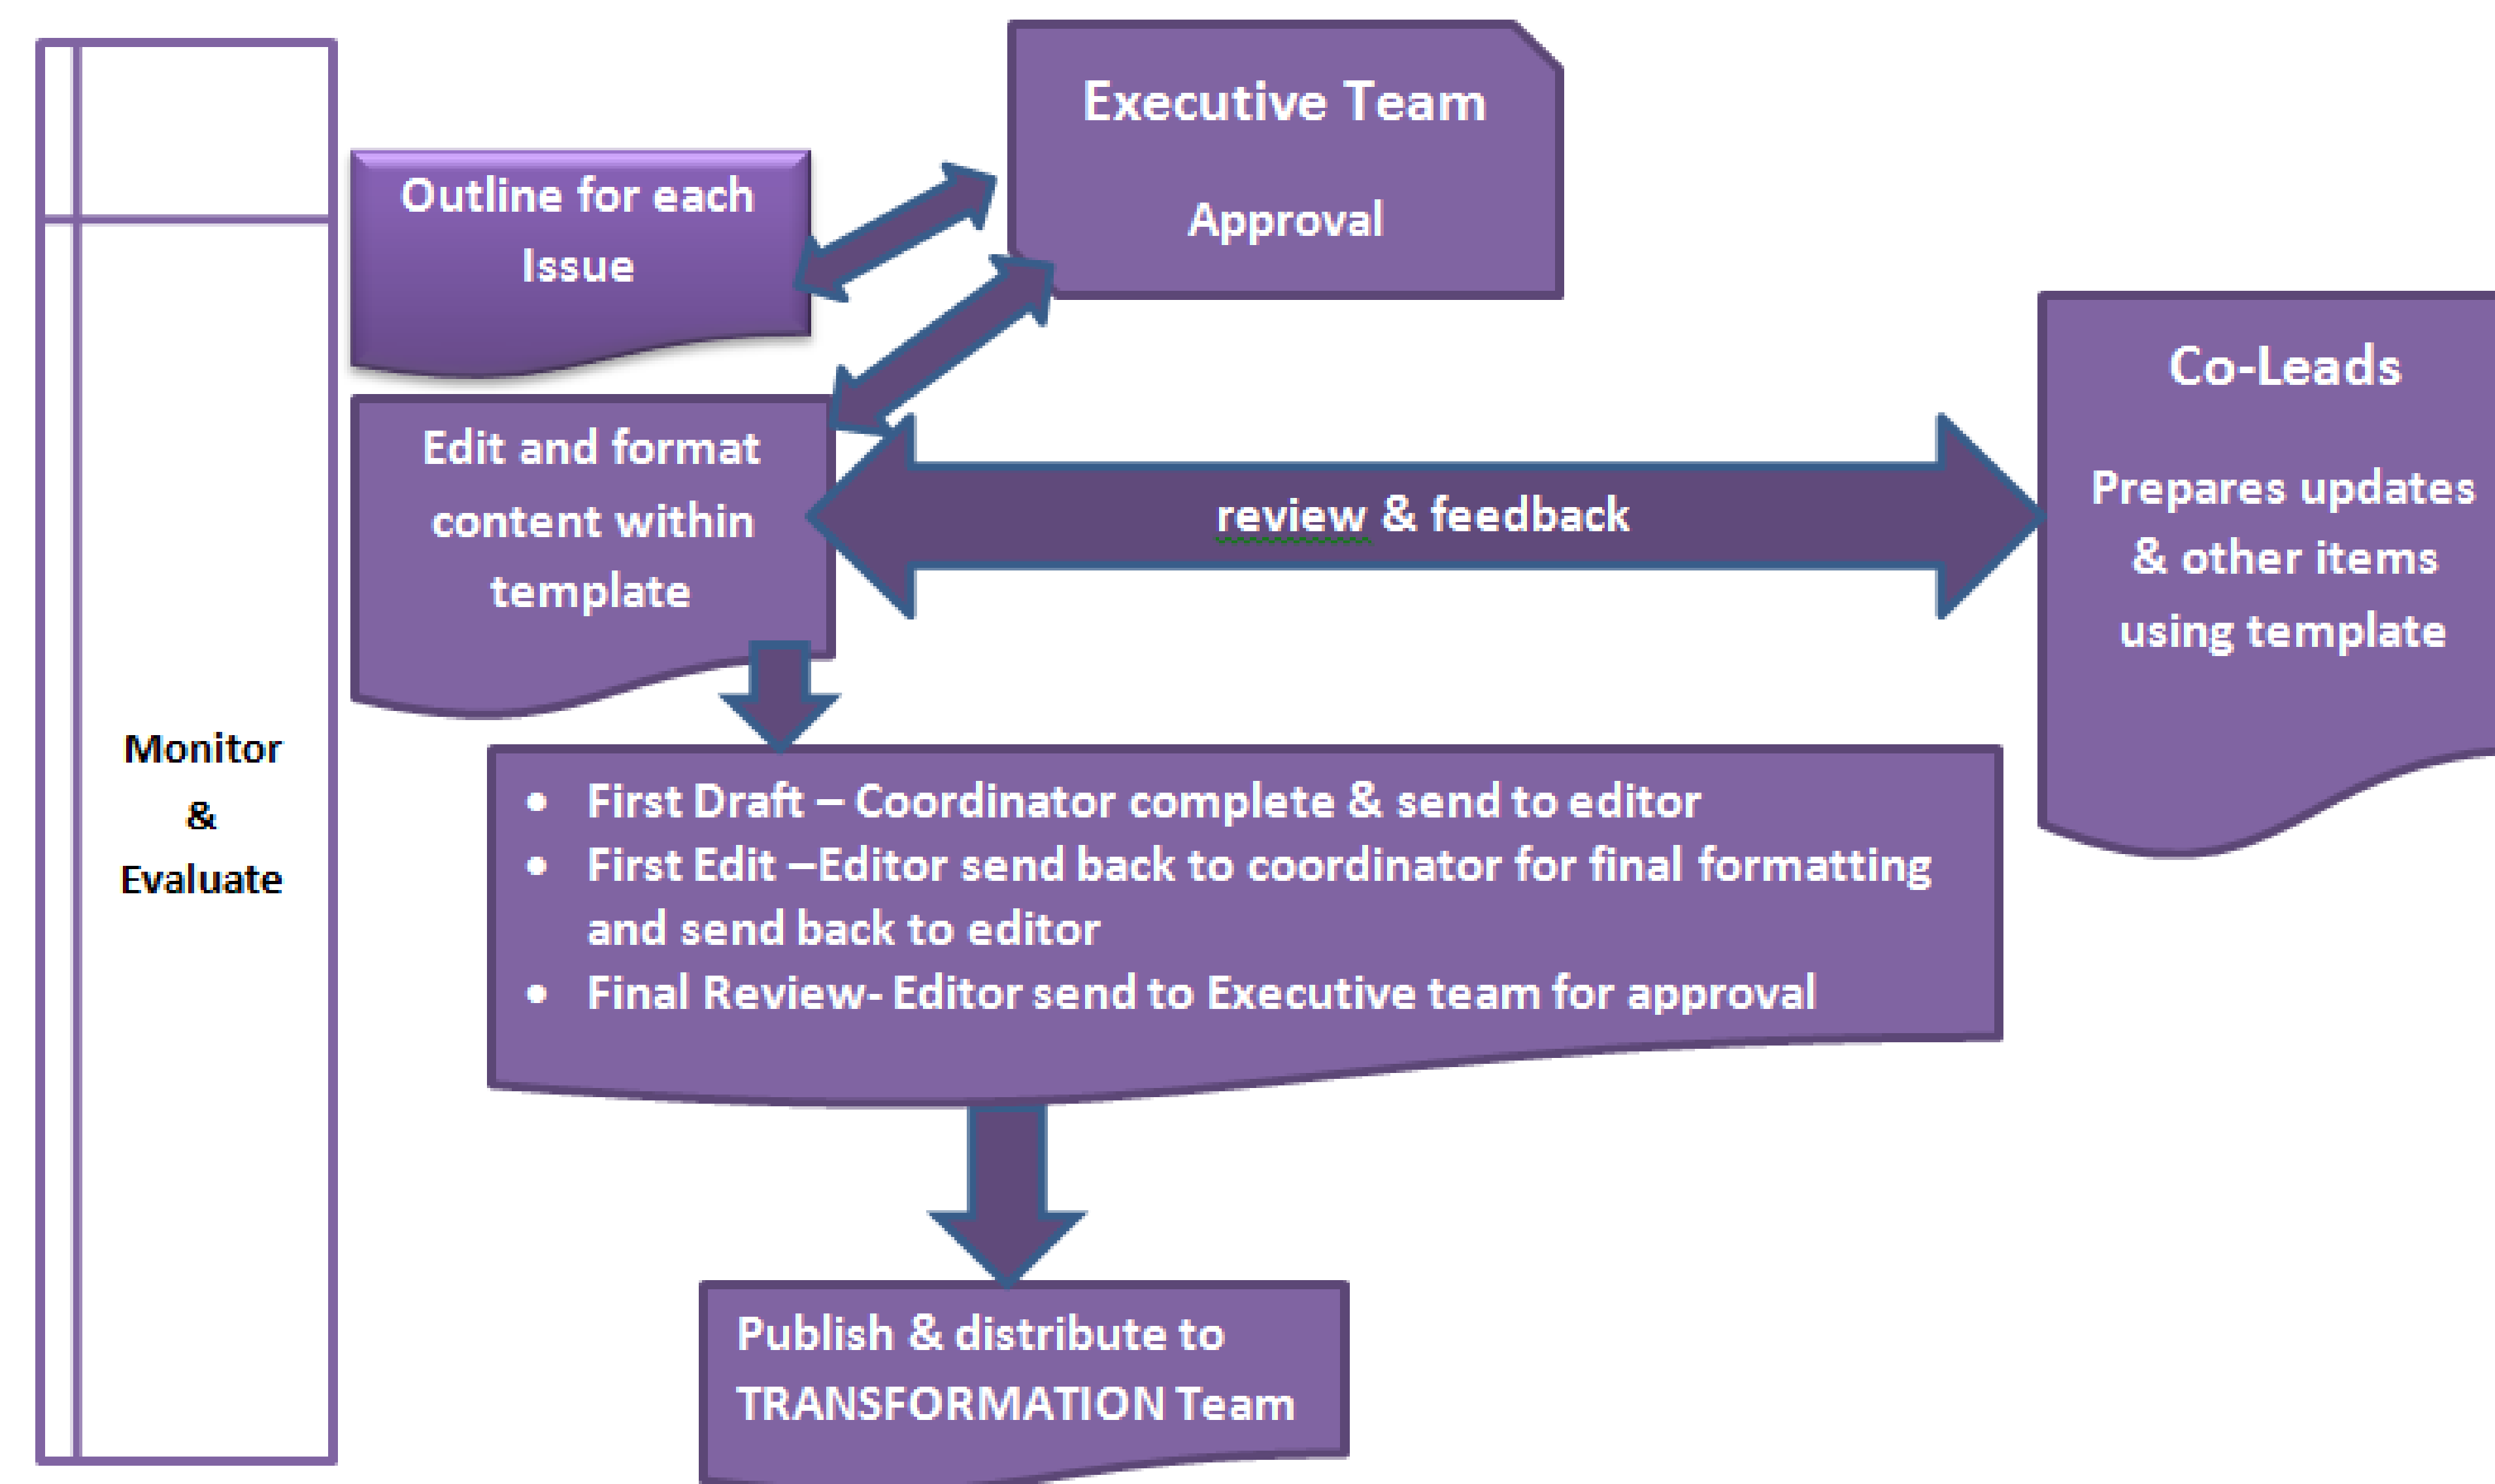 Executive Team
Approval
Outline for each
Issue
Edit and format
content within
template
review & feedback
Co-Leads
Prepares updates
& other items
using template
Monitor
&
Evaluate
• First Draft – Coordinator complete & send to editor
• First Edit –Editor send back to coordinator for final formatting
and send back to editor
• Final Review- Editor send to Executive team for approval
Publish & distribute to
TRANSFORMATION Team